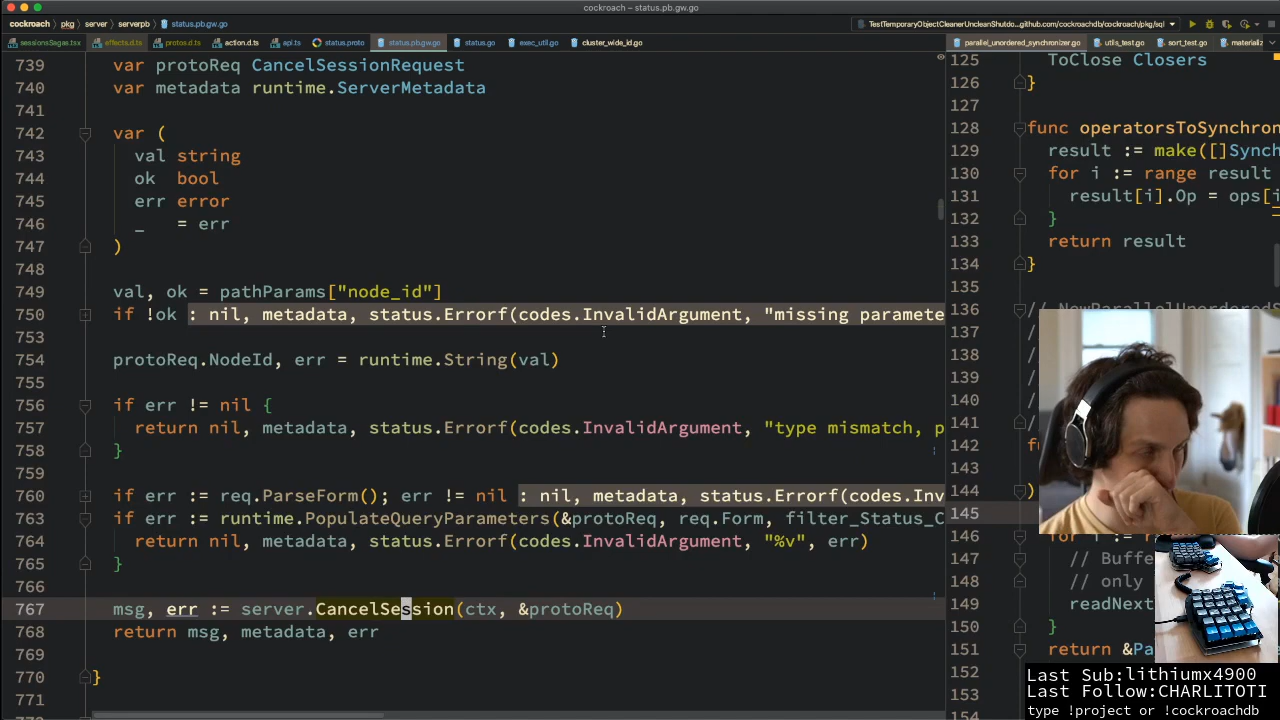 status.pb.gw.go
cockroach
pkg
server
serverpb
status.pb.gw.go
TestTemporaryObjectCleanerUncleanShutdo...github.com/cockroachdb/cockroach/pkg/sql
sessionsSagas.tsx
effects.d.ts
protos.d.ts
action.d.ts
api.ts
status.proto
status.pb.gw.go
status.go
exec_util.go
cluster_wide_id.go
parallel_unordered_synchronizer.go
utils_test.go
sort_test.go
materializ
739 var protoReq CancelSessionRequest
740 var metadata runtime.ServerMetadata
741
742 var (
743 val string
744 ok bool
745 err error
746 _ = err
747 )
748
749 val, ok = pathParams["node_id"]
750 if !ok : nil, metadata, status.Errorf(codes.InvalidArgument, "missing paramete
753
754 protoReq.NodeId, err = runtime.String(val)
755
756 if err != nil {
757 return nil, metadata, status.Errorf(codes.InvalidArgument, "type mismatch, p
758 }
759
760 if err := req.ParseForm(); err != nil : nil, metadata, status.Errorf(codes.Inv
763 if err := runtime.PopulateQueryParameters(&protoReq, req.Form, filter_Status_C
764 return nil, metadata, status.Errorf(codes.InvalidArgument, "%v", err)
765 }
766
767 msg, err := server.CancelSession(ctx, &protoReq)
768 return msg, metadata, err
769
770 }
771
125 ToClose Closers
126 }
127
128 func operatorsToSynchron
129 result := make([]Synch
130 for i := range result
131 result[i].Op = ops[i
132 }
133 return result
134 }
135
136 // NewParallelUnorderedS
137 /
138 /
139 /
140 /
141 /
142 fu
143
144 )
145
146 for i :=
147 // Buffe
148 // only
149 readNext
150 }
151 return &Pa
152
153
154
Last Sub:lithiumx4900
Last Follow:CHARLITOTI
type !project or !cockroachdb